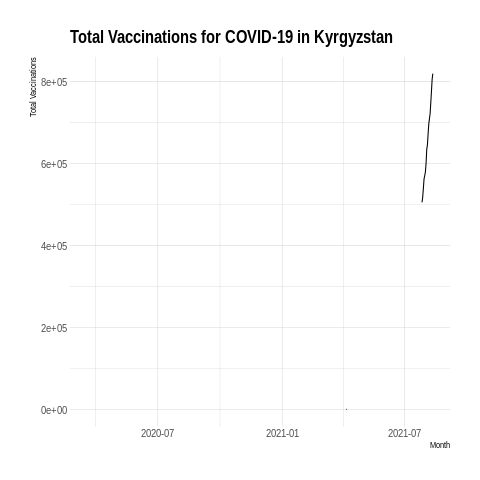 Total Vaccinations for COVID-19 in Kyrgyzstan
Total Vaccinations
8e+05
6e+05
4e+05
2e+05
0e+00
2020-07
2021-01
2021-07
Month